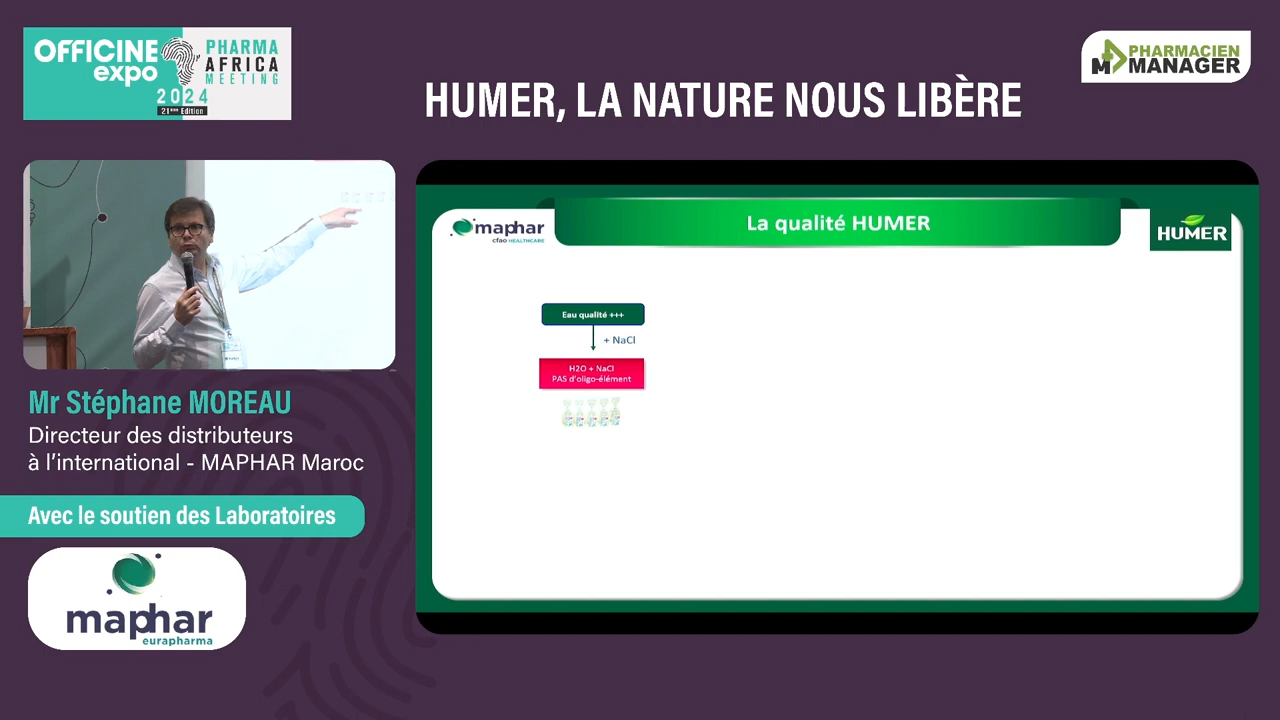 OFFICINE
expo
PHARMA
AFRICA
MEETING
2024
21ème Edition
PHARMACIEN
MANAGER
HUMER, LA NATURE NOUS LIBÈRE
maphar
cfao HEALTHCARE
La qualité HUMER
HUMER
Eau qualité +++
+ NaCl
H2O + NaCl
PAS d'oligo-élément
Mr Stéphane MOREAU
Directeur des distributeurs
à l'international - MAPHAR Maroc
Avec le soutien des Laboratoires
maphar
eurapharma